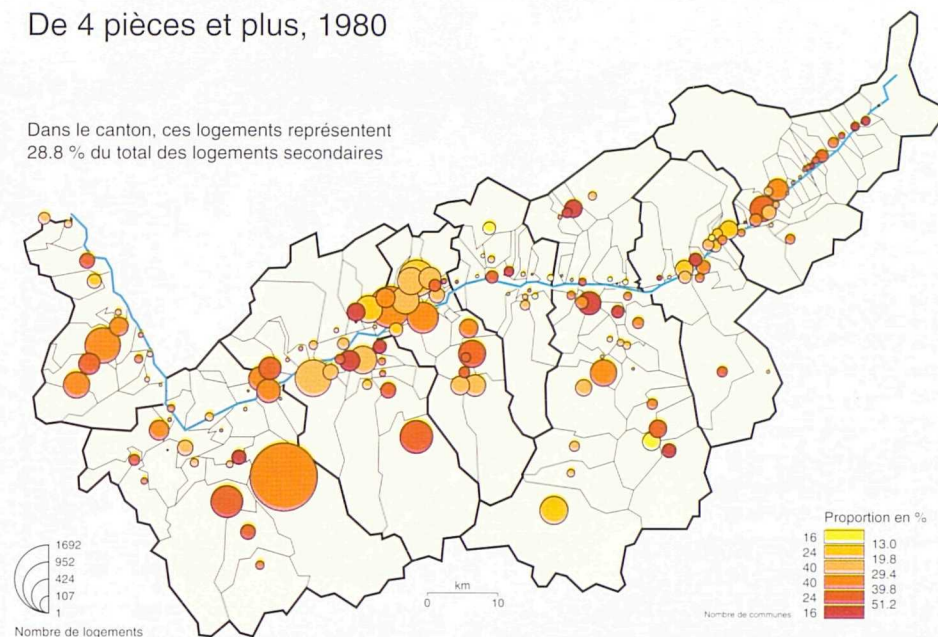 De 4 pièces et plus, 1980
Dans le canton, ces logements représentent
28.8 % du total des logements secondaires
1692
952
424
107
1
Nombre de logements
km
0 10
Proportion en %
16
13.0
24
19.8
40
29.4
40
39.8
24
51.2
16
Nombre de communes